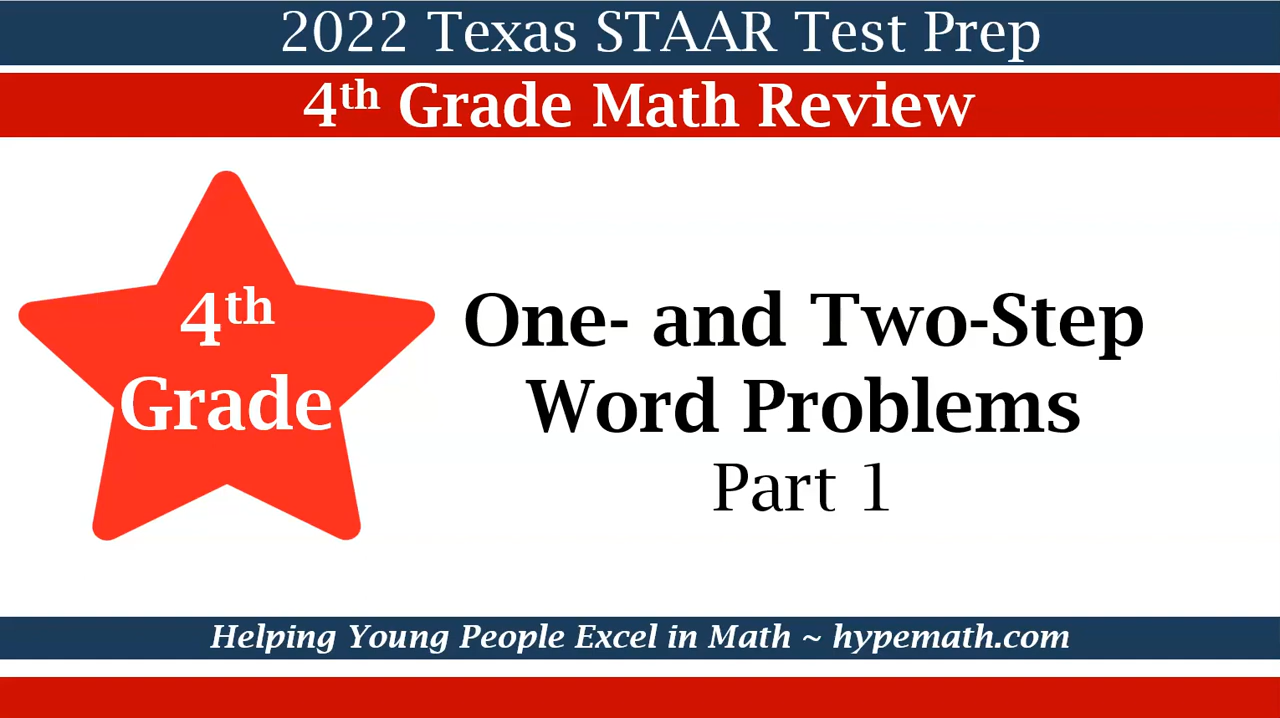 2022 Texas STAAR Test Prep
4th Grade Math Review
4th
Grade
One- and Two-Step
Word Problems
Part 1
Helping Young People Excel in Math ~ hypemath.com